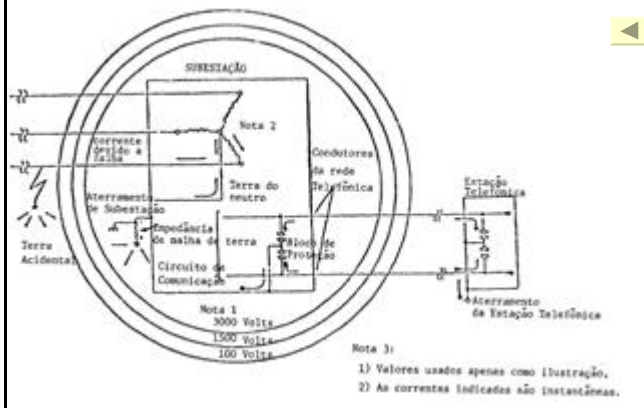 SUBESTAÇÃO
Nota 2
Corrente
devido a
falha
Condutores
da rede
Telefônica
Terra do
neutro
Aterramento
de Subestação
Impedância
de malha de terra
Bloco de
Proteção
Circuito de
Comunicação
Terra
Acidental
Estação
Telefônica
Aterramento
da Estação Telefônica
Nota 1
3000 Volts
1500 Volts
100 Volts
Nota 3:
1) Valores usados apenas como ilustração.
2) As correntes indicadas são instantâneas.